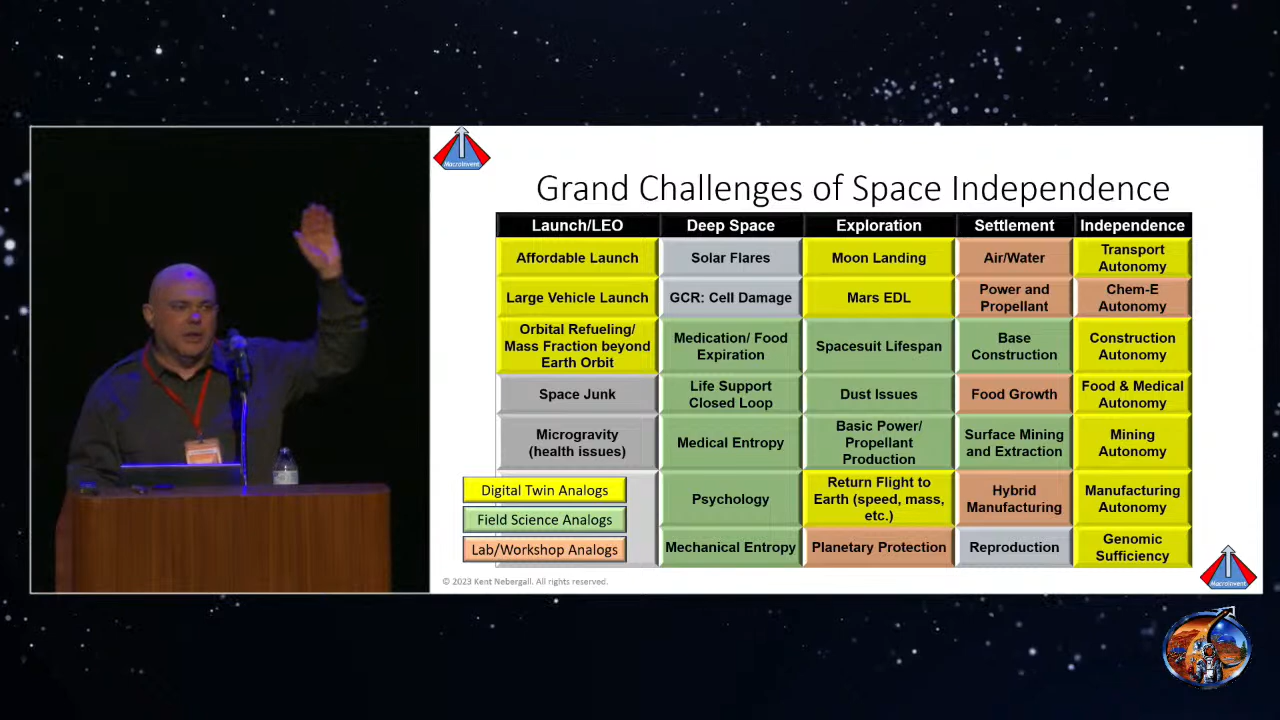 MacroInvent
Grand Challenges of Space Independence
Launch/LEO
Deep Space
Exploration
Settlement
Independence
Affordable Launch
Solar Flares
Moon Landing
Air/Water
Transport
Autonomy
Large Vehicle Launch
GCR: Cell Damage
Mars EDL
Power and
Propellant
Chem-E
Autonomy
Orbital Refueling/
Mass Fraction beyond
Earth Orbit
Medication/ Food
Expiration
Spacesuit Lifespan
Base
Construction
Construction
Autonomy
Space Junk
Life Support
Closed Loop
Dust Issues
Food Growth
Food & Medical
Autonomy
Microgravity
(health issues)
Medical Entropy
Basic Power/
Propellant
Production
Surface Mining
and Extraction
Mining
Autonomy
Digital Twin Analogs
Field Science Analogs
Lab/Workshop Analogs
Psychology
Return Flight to
Earth (speed, mass,
etc.)
Hybrid
Manufacturing
Manufacturing
Autonomy
Mechanical Entropy
Planetary Protection
Reproduction
Genomic
Sufficiency
© 2023 Kent Nebergall. All rights reserved.
MacroInvent